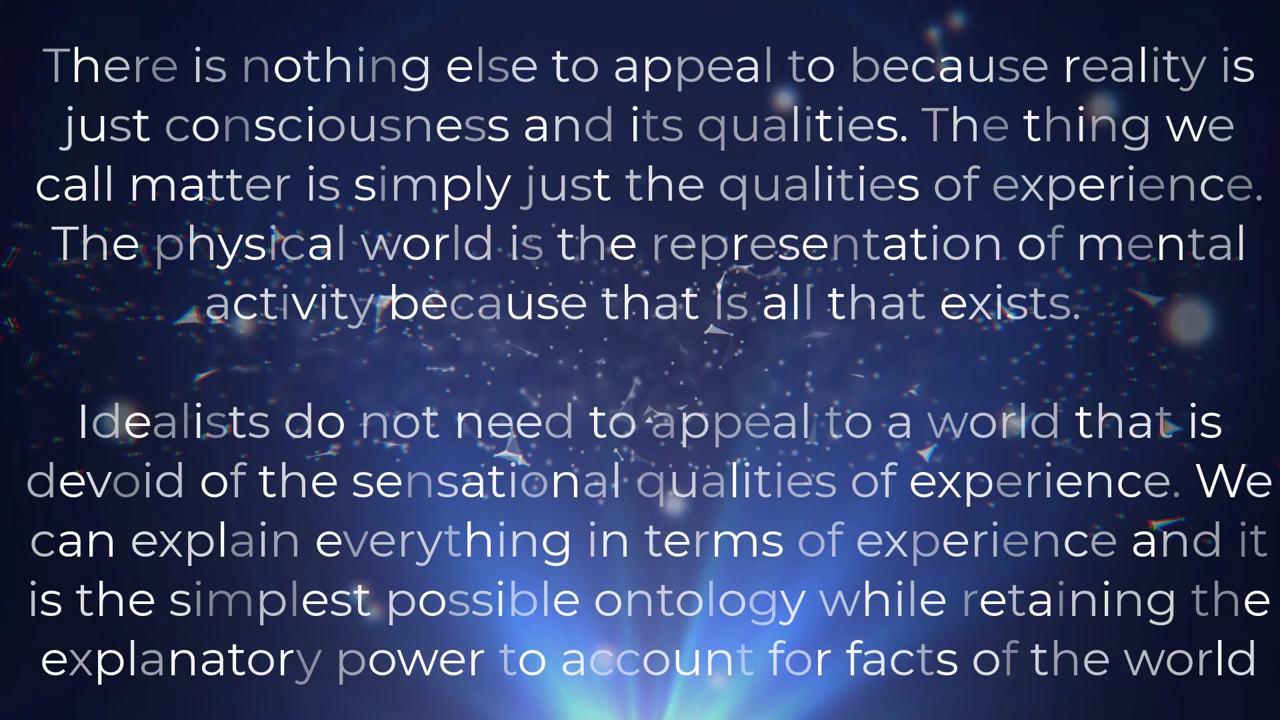 There is nothing else to appeal to because reality is
just consciousness and its qualities. The thing we
call matter is simply just the qualities of experience.
The physical world is the representation of mental
activity because that is all that exists.
Idealists do not need to appeal to a world that is
devoid of the sensational qualities of experience. We
can explain everything in terms of experience and it
is the simplest possible ontology while retaining the
explanatory power to account for facts of the world